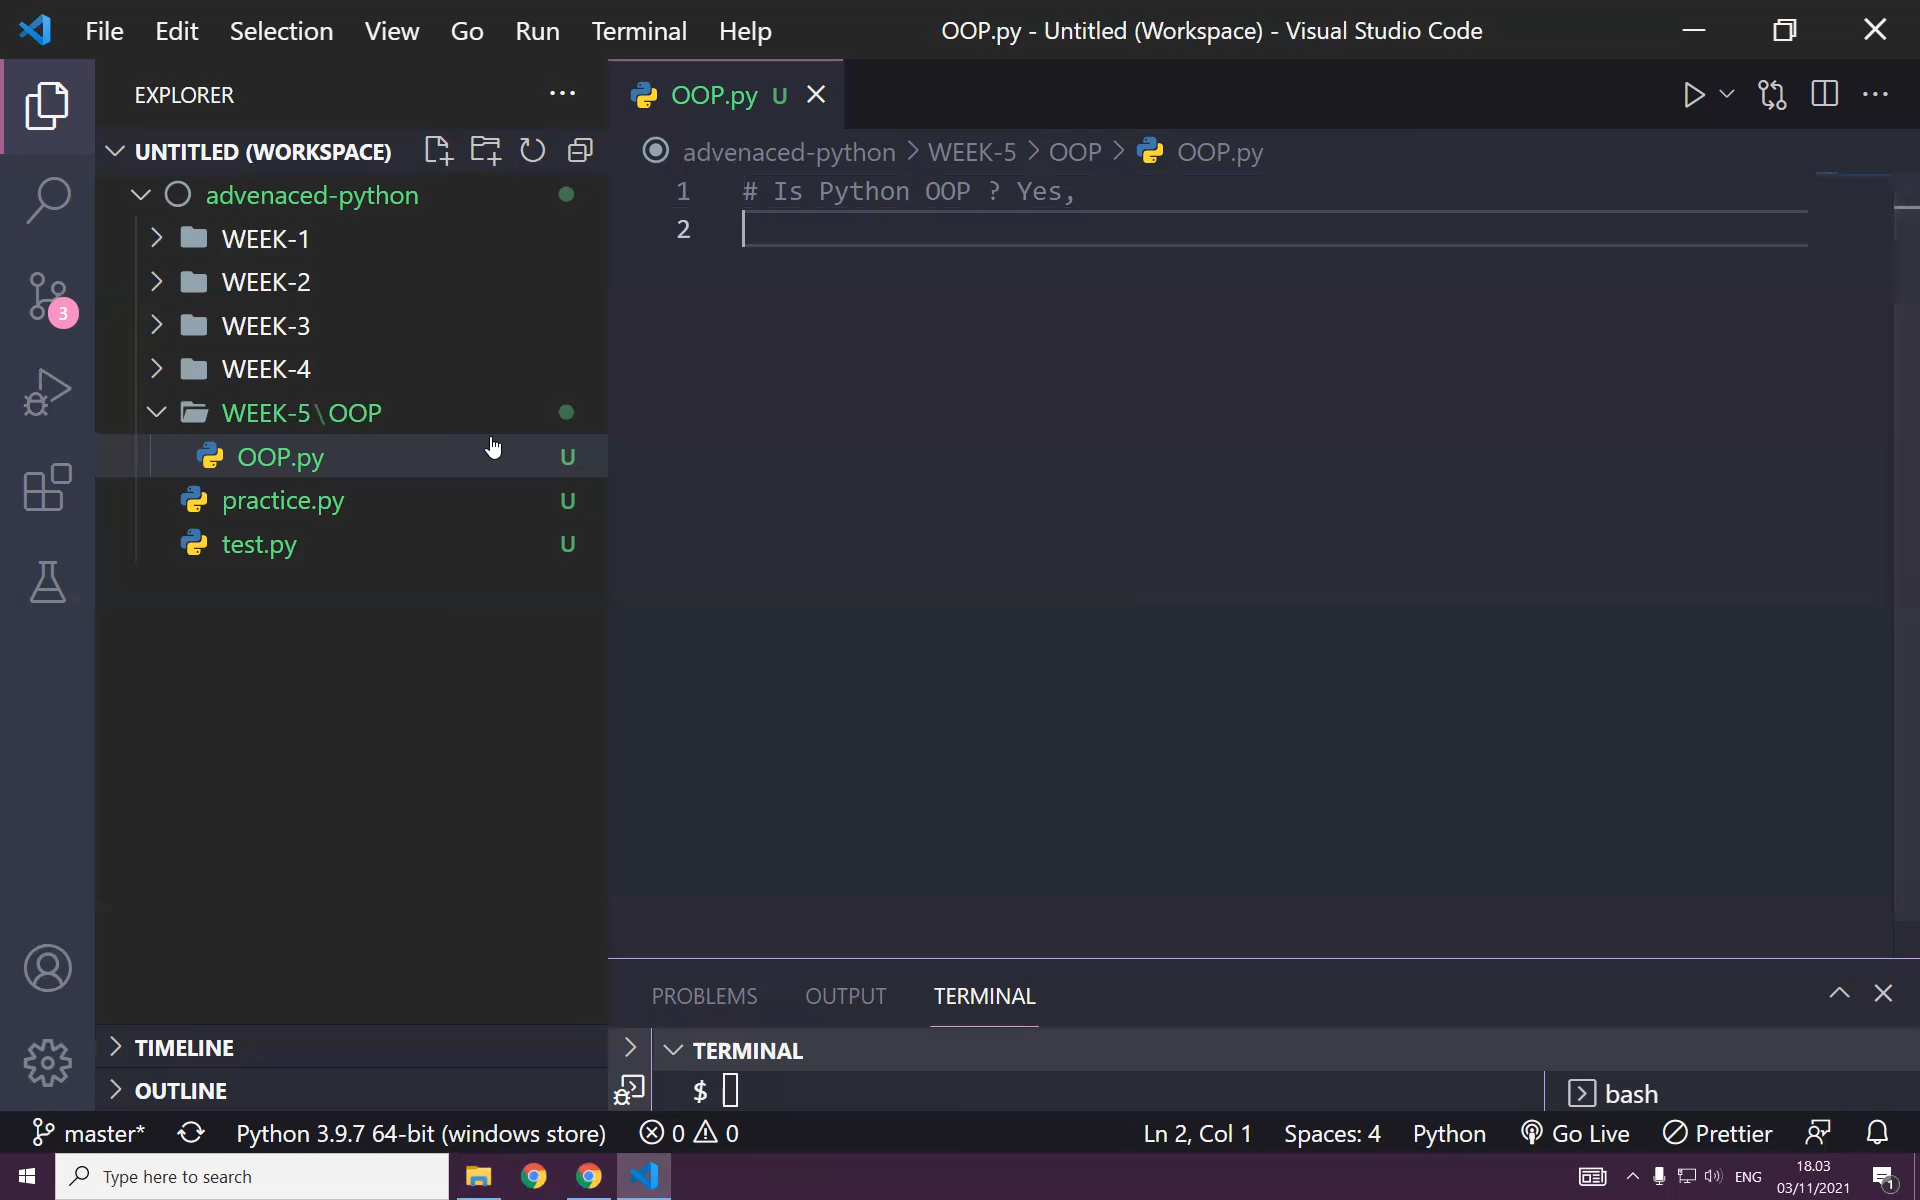 File Edit Selection View Go Run Terminal Help
OOP.py - Untitled (Workspace) - Visual Studio Code
EXPLORER
UNTITLED (WORKSPACE)
advenaced-python
WEEK-1
WEEK-2
WEEK-3
3
WEEK-4
WEEK-5\OOP
OOP.py U
practice.py U
test.py U
TIMELINE
OUTLINE
OOP.py U
advenaced-python > WEEK-5 > OOP > OOP.py
1 # Is Python OOP ? Yes,
2
PROBLEMS OUTPUT TERMINAL
TERMINAL
$
bash
master* Python 3.9.7 64-bit (windows store) 0 0 Ln 2, Col 1 Spaces: 4 Python Go Live Prettier
Type here to search
ENG
18.03
03/11/2021
1